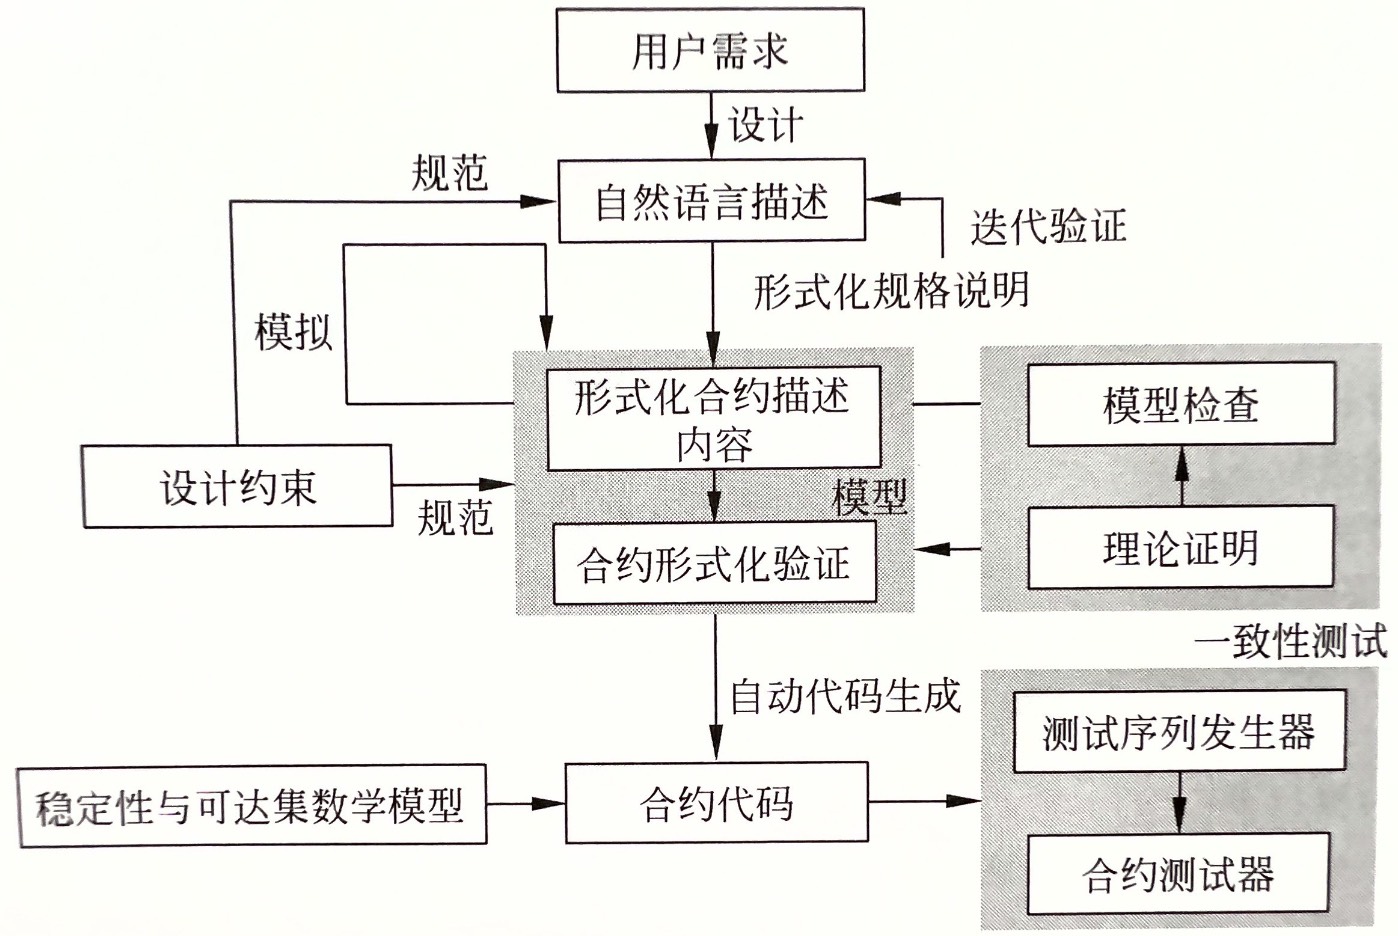 用户需求
设计
规范
自然语言描述
迭代验证
形式化规格说明
模拟
形式化合约描述
内容
模型检查
设计约束
规范
模型
合约形式化验证
理论证明
一致性测试
自动代码生成
测试序列发生器
稳定性与可达集数学模型
合约代码
合约测试器